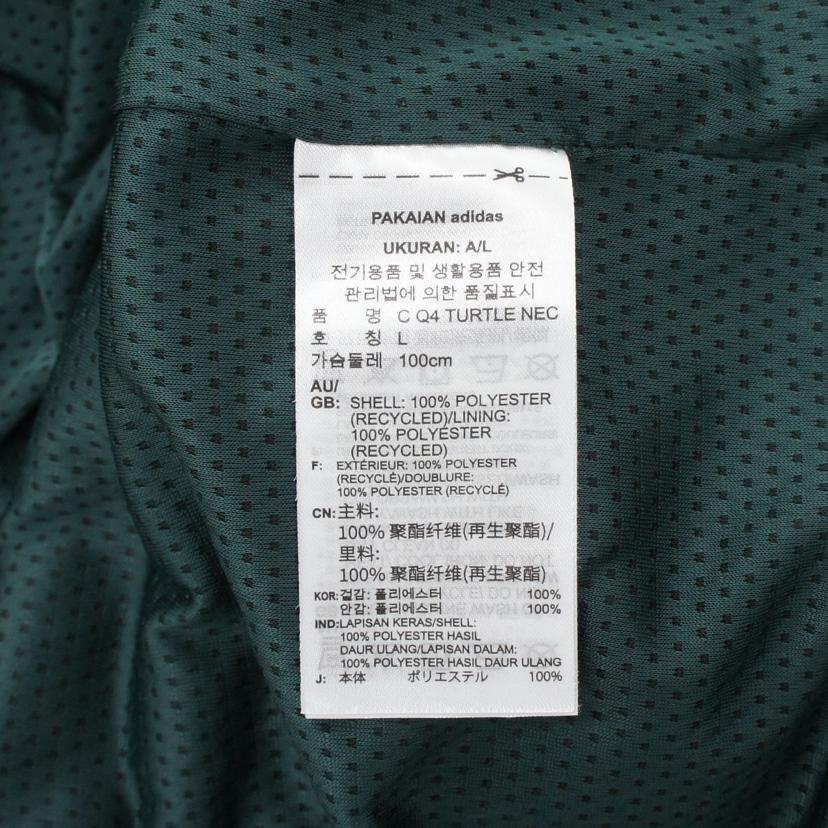 PAKAIAN adidas
UKURAN: A/L
전기용품 및 생활용품 안전
관리법에 의한 품질표시
품 명 C Q4 TURTLE NEC
호 칭 L
가슴둘레 100cm
AU/
GB: SHELL: 100% POLYESTER
(RECYCLED)/LINING:
100% POLYESTER
(RECYCLED)
F: EXTÉRIEUR: 100% POLYESTER
(RECYCLÉ)/DOUBLURE:
100% POLYESTER (RECYCLÉ)
CN: 主料:
100% 聚酯纤维(再生聚酯)/
里料:
100% 聚酯纤维(再生聚酯)
KOR: 겉감: 폴리에스터 100%
안감: 폴리에스터 100%
IND: LAPISAN KERAS/SHELL:
100% POLYESTER HASIL
DAUR ULANG/LAPISAN DALAM:
100% POLYESTER HASIL DAUR ULANG
J: 本体 ポリエステル 100%